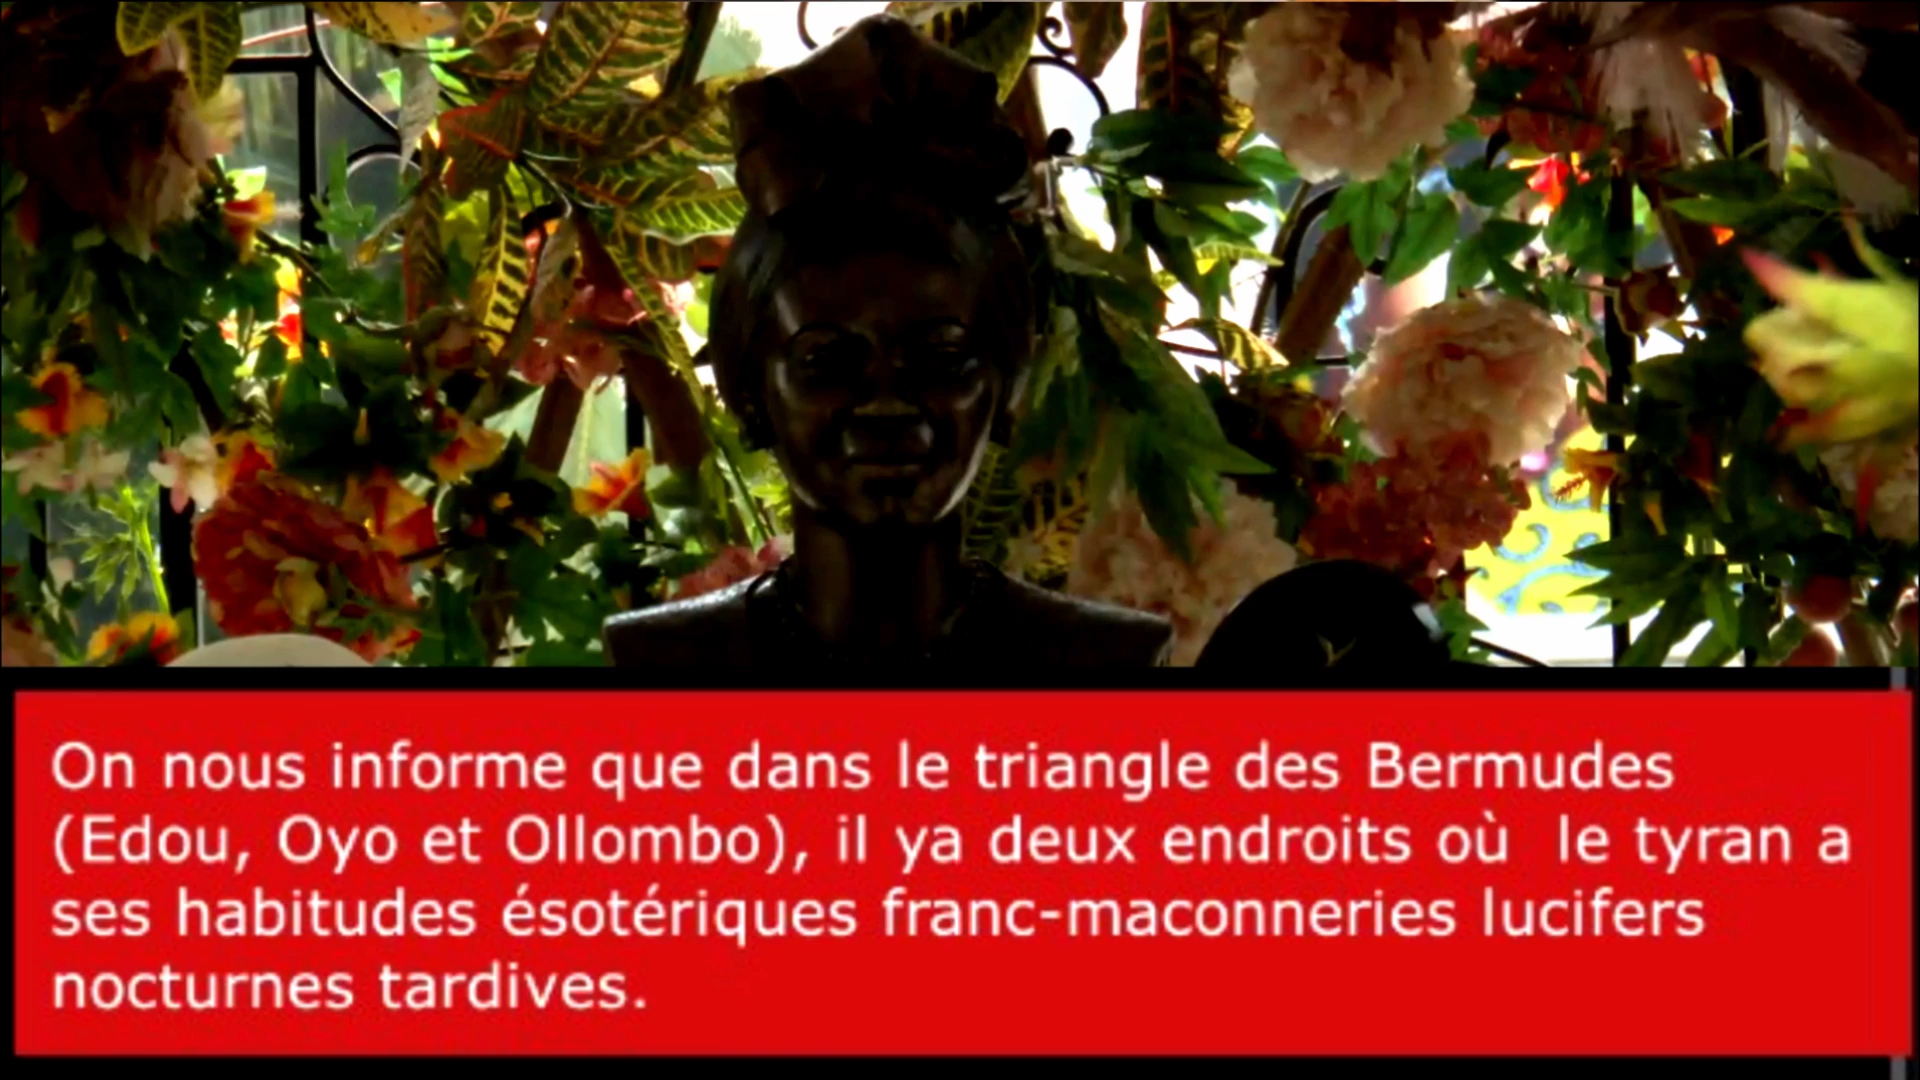 On nous informe que dans le triangle des Bermudes
(Edou, Oyo et Ollombo), il ya deux endroits où  le tyran a
ses habitudes ésotériques franc-maconneries lucifers
nocturnes tardives.